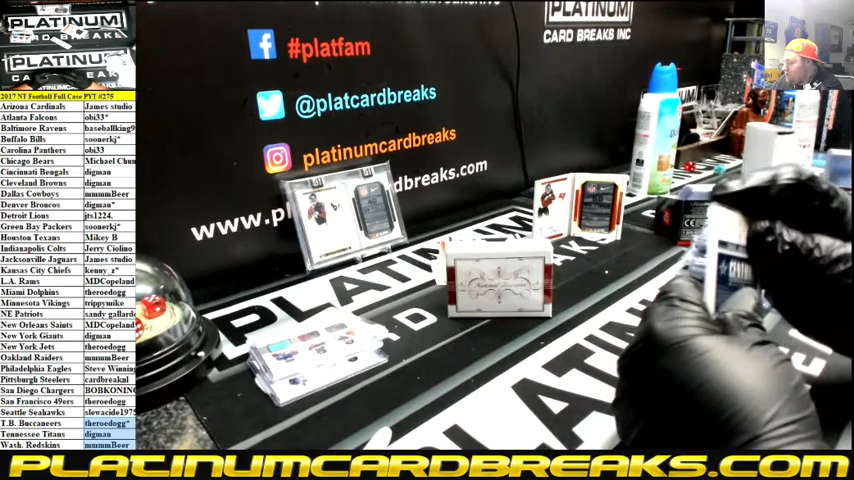 PLATINUM
CARD BREAKS INC
#platfam
@platcardbreaks
platinumcardbreaks
www.
cardbreaks.com
2017 NT Football Full Case PYT #275
Arizona Cardinals James studio
Atlanta Falcons obi33*
Baltimore Ravens baseballking9
Buffalo Bills soonerkj*
Carolina Panthers obi33
Chicago Bears Michael Chun
Cincinnati Bengals digman
Cleveland Browns digman
Dallas Cowboys mmmmBeer
Denver Broncos digman*
Detroit Lions jts1224.
Green Bay Packers soonerkj*
Houston Texans Mikey B
Indianapolis Colts Jerry Ciolino
Jacksonville Jaguars James studio
Kansas City Chiefs kenny_z*
L.A. Rams MDCopeland
Miami Dolphins theroedogg
Minnesota Vikings trippymike
NE Patriots sandy gallard
New Orleans Saints MDCopeland
New York Giants digman
New York Jets theroedogg
Oakland Raiders mmmmBeer
Philadelphia Eagles Steve Winning
Pittsburgh Steelers cardbreaknl
San Diego Chargers BOBKONING
San Francisco 49ers theroedogg
Seattle Seahawks slewacide1975
T.B. Buccaneers theroedogg*
Tennessee Titans digman
Wash. Redskins mmmmBeer
PLATINUM
PLATINUM
PLATINUMCARDBREAKS.COM